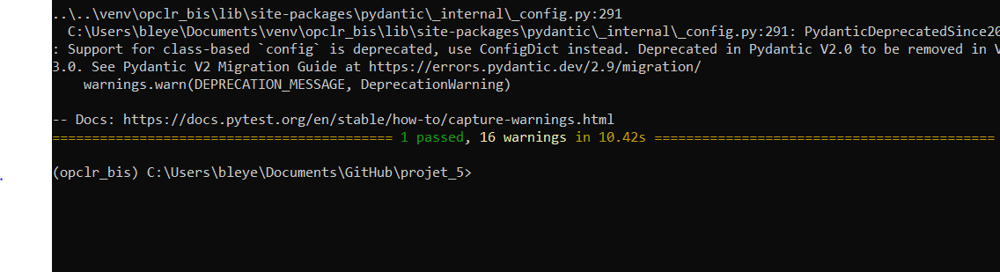 ..\..\venv\opclr_bis\lib\site-packages\pydantic\_internal\_config.py:291
C:\Users\bleye\Documents\venv\opclr_bis\lib\site-packages\pydantic\_internal\_config.py:291: PydanticDeprecatedSince20
: Support for class-based `config` is deprecated, use ConfigDict instead. Deprecated in Pydantic V2.0 to be removed in V
3.0. See Pydantic V2 Migration Guide at https://errors.pydantic.dev/2.9/migration/
warnings.warn(DEPRECATION_MESSAGE, DeprecationWarning)
-- Docs: https://docs.pytest.org/en/stable/how-to/capture-warnings.html
=========================================== 1 passed, 16 warnings in 10.42s ===========================================
(opclr_bis) C:\Users\bleye\Documents\GitHub\projet_5>